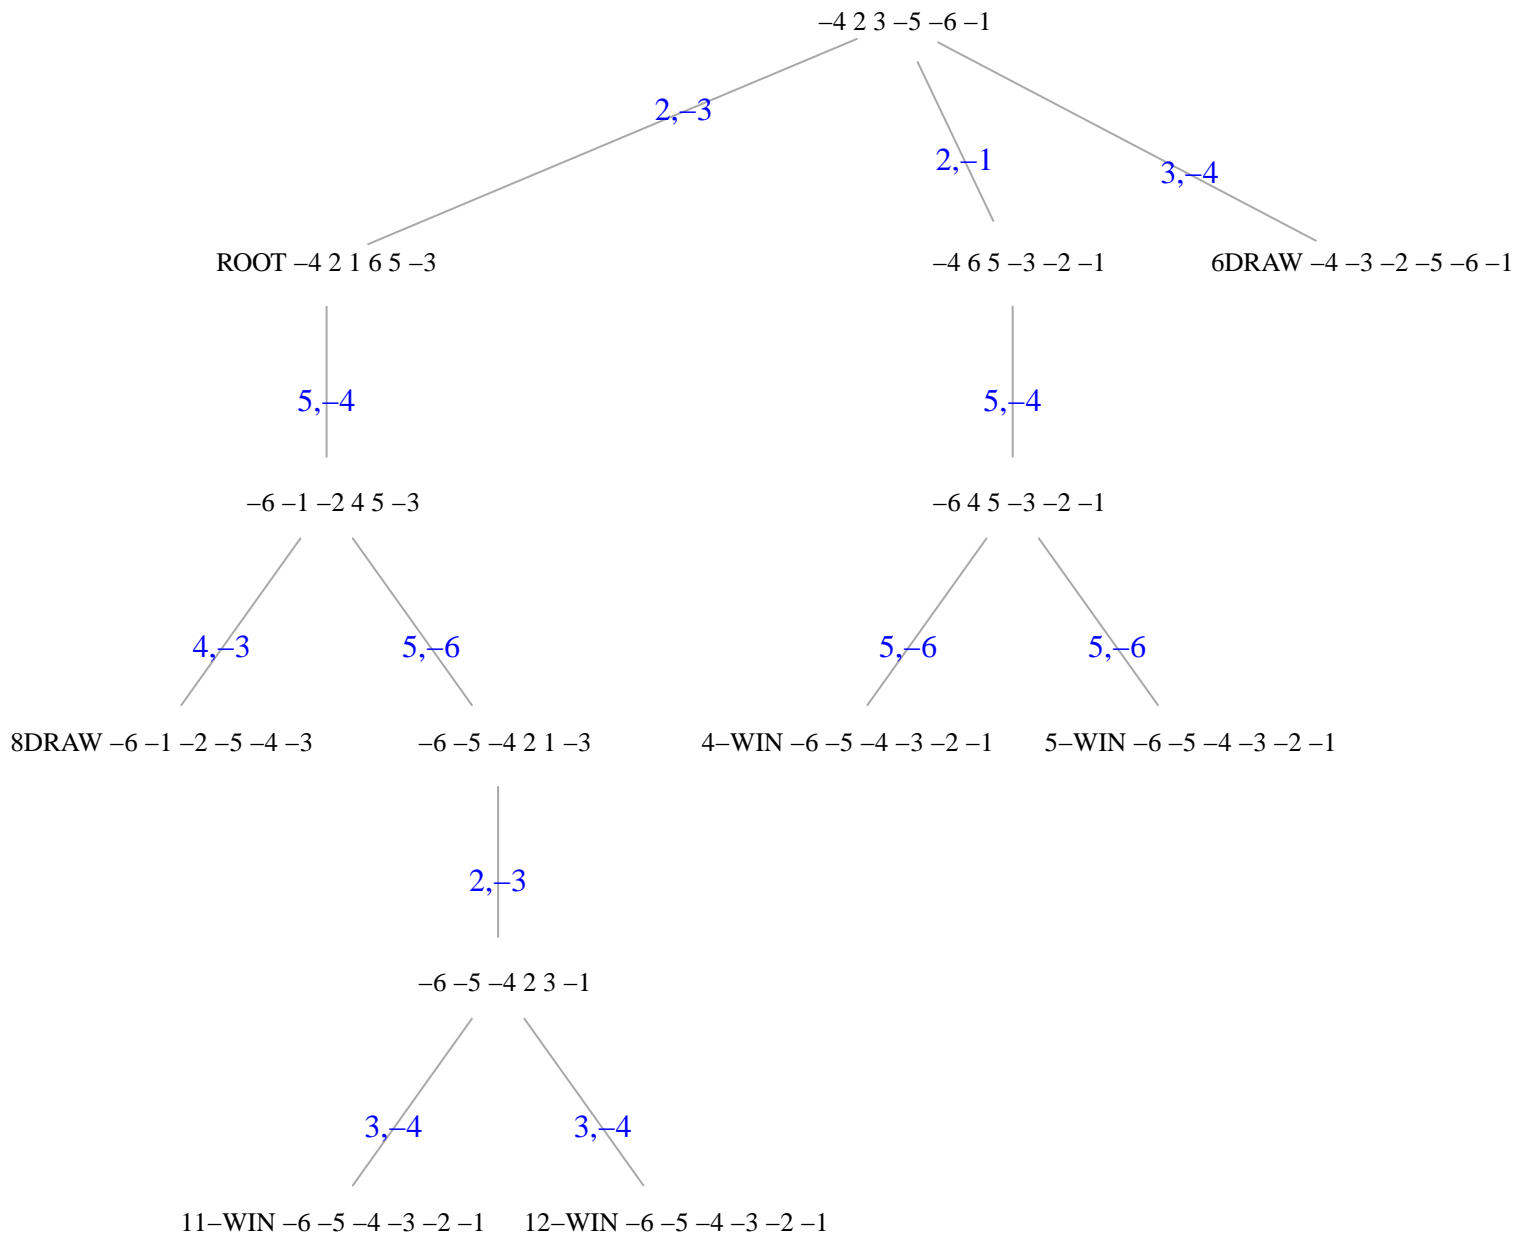 –4 2 3 –5 –6 –1
2,–3
2,–1
3,–4
ROOT –4 2 1 6 5 –3
–4 6 5 –3 –2 –1
6DRAW –4 –3 –2 –5 –6 –1
5,–4
5,–4
–6 –1 –2 4 5 –3
–6 4 5 –3 –2 –1
4,–3
5,–6
5,–6
5,–6
8DRAW –6 –1 –2 –5 –4 –3
–6 –5 –4 2 1 –3
4–WIN –6 –5 –4 –3 –2 –1
5–WIN –6 –5 –4 –3 –2 –1
2,–3
–6 –5 –4 2 3 –1
3,–4
3,–4
11–WIN –6 –5 –4 –3 –2 –1
12–WIN –6 –5 –4 –3 –2 –1